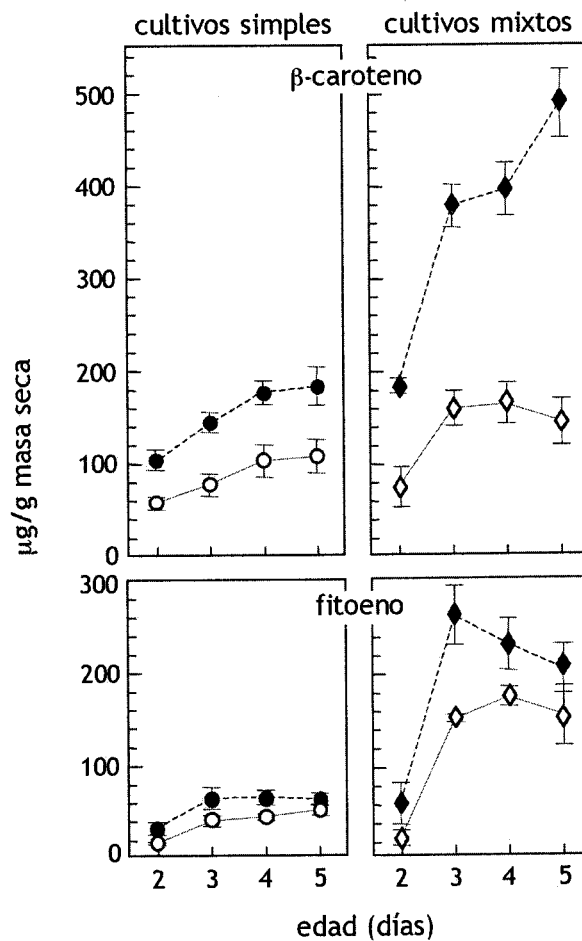 cultivos simples
cultivos mixtos
β-caroteno
500
400
300
200
100
0
µg/g masa seca
fitoeno
300
200
100
0
2 3 4 5
2 3 4 5
edad (días)